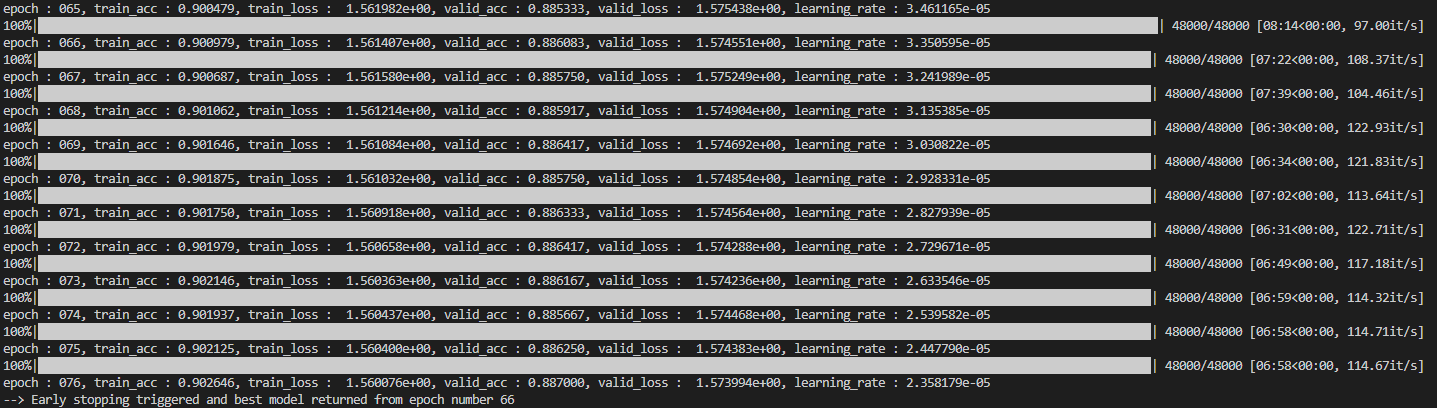 epoch : 065, train_acc : 0.900479, train_loss :  1.561982e+00, valid_acc : 0.885333, valid_loss :  1.575438e+00, learning_rate : 3.461165e-05
100%| | 48000/48000 [08:14<00:00, 97.00it/s]
epoch : 066, train_acc : 0.900979, train_loss :  1.561407e+00, valid_acc : 0.886083, valid_loss :  1.574551e+00, learning_rate : 3.350595e-05
100%| | 48000/48000 [07:22<00:00, 108.37it/s]
epoch : 067, train_acc : 0.900687, train_loss :  1.561580e+00, valid_acc : 0.885750, valid_loss :  1.575249e+00, learning_rate : 3.241989e-05
100%| | 48000/48000 [07:39<00:00, 104.46it/s]
epoch : 068, train_acc : 0.901062, train_loss :  1.561214e+00, valid_acc : 0.885917, valid_loss :  1.574904e+00, learning_rate : 3.135385e-05
100%| | 48000/48000 [06:30<00:00, 122.93it/s]
epoch : 069, train_acc : 0.901646, train_loss :  1.561084e+00, valid_acc : 0.886417, valid_loss :  1.574692e+00, learning_rate : 3.030822e-05
100%| | 48000/48000 [06:34<00:00, 121.83it/s]
epoch : 070, train_acc : 0.901875, train_loss :  1.561032e+00, valid_acc : 0.885750, valid_loss :  1.574854e+00, learning_rate : 2.928331e-05
100%| | 48000/48000 [07:02<00:00, 113.64it/s]
epoch : 071, train_acc : 0.901750, train_loss :  1.560918e+00, valid_acc : 0.886333, valid_loss :  1.574564e+00, learning_rate : 2.827939e-05
100%| | 48000/48000 [06:31<00:00, 122.71it/s]
epoch : 072, train_acc : 0.901979, train_loss :  1.560658e+00, valid_acc : 0.886417, valid_loss :  1.574288e+00, learning_rate : 2.729671e-05
100%| | 48000/48000 [06:49<00:00, 117.18it/s]
epoch : 073, train_acc : 0.902146, train_loss :  1.560363e+00, valid_acc : 0.886167, valid_loss :  1.574236e+00, learning_rate : 2.633546e-05
100%| | 48000/48000 [06:59<00:00, 114.32it/s]
epoch : 074, train_acc : 0.901937, train_loss :  1.560437e+00, valid_acc : 0.885667, valid_loss :  1.574468e+00, learning_rate : 2.539582e-05
100%| | 48000/48000 [06:58<00:00, 114.71it/s]
epoch : 075, train_acc : 0.902125, train_loss :  1.560400e+00, valid_acc : 0.886250, valid_loss :  1.574383e+00, learning_rate : 2.447790e-05
100%| | 48000/48000 [06:58<00:00, 114.67it/s]
epoch : 076, train_acc : 0.902646, train_loss :  1.560076e+00, valid_acc : 0.887000, valid_loss :  1.573994e+00, learning_rate : 2.358179e-05
--> Early stopping triggered and best model returned from epoch number 66